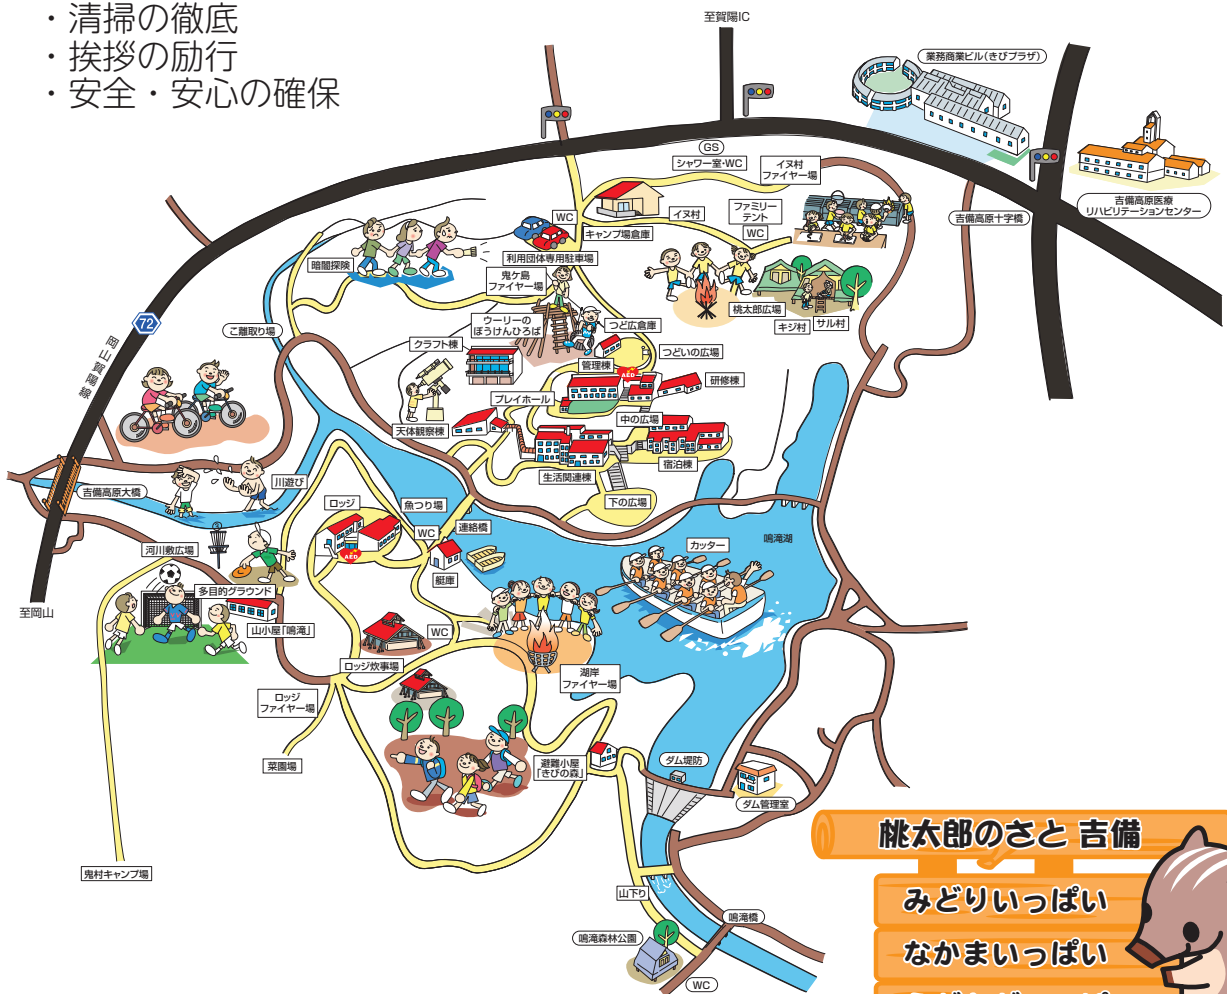 ・清掃の徹底
・挨拶の励行
・安全・安心の確保
至賀陽IC
業務商業ビル(きびプラザ)
GS
シャワー室・WC
イヌ村
ファイヤー場
吉備高原医療
リハビリテーションセンター
吉備高原十字橋
WC
イヌ村
ファミリー
テント
WC
キャンプ場倉庫
利用団体専用駐車場
暗闇探険
鬼ケ島
ファイヤー場
桃太郎広場
キジ村
サル村
72
岡山賀陽線
こ離取り場
ウーリーの
ぼうけんひろば
つど広倉庫
クラフト棟
つどいの広場
管理棟
AED
研修棟
プレイホール
中の広場
天体観察棟
生活関連棟
宿泊棟
下の広場
吉備高原大橋
川遊び
ロッジ
AED
魚つり場
WC
連絡橋
艇庫
カッター
鳴滝湖
河川敷広場
多目的グラウンド
山小屋「鳴滝」
至岡山
WC
ロッジ炊事場
湖岸
ファイヤー場
ロッジ
ファイヤー場
菜園場
避難小屋
「きびの森」
ダム堤防
ダム管理室
鬼村キャンプ場
山下り
鳴滝橋
鳴滝森林公園
WC
桃太郎のさと 吉備
みどりいっぱい
なかまいっぱい